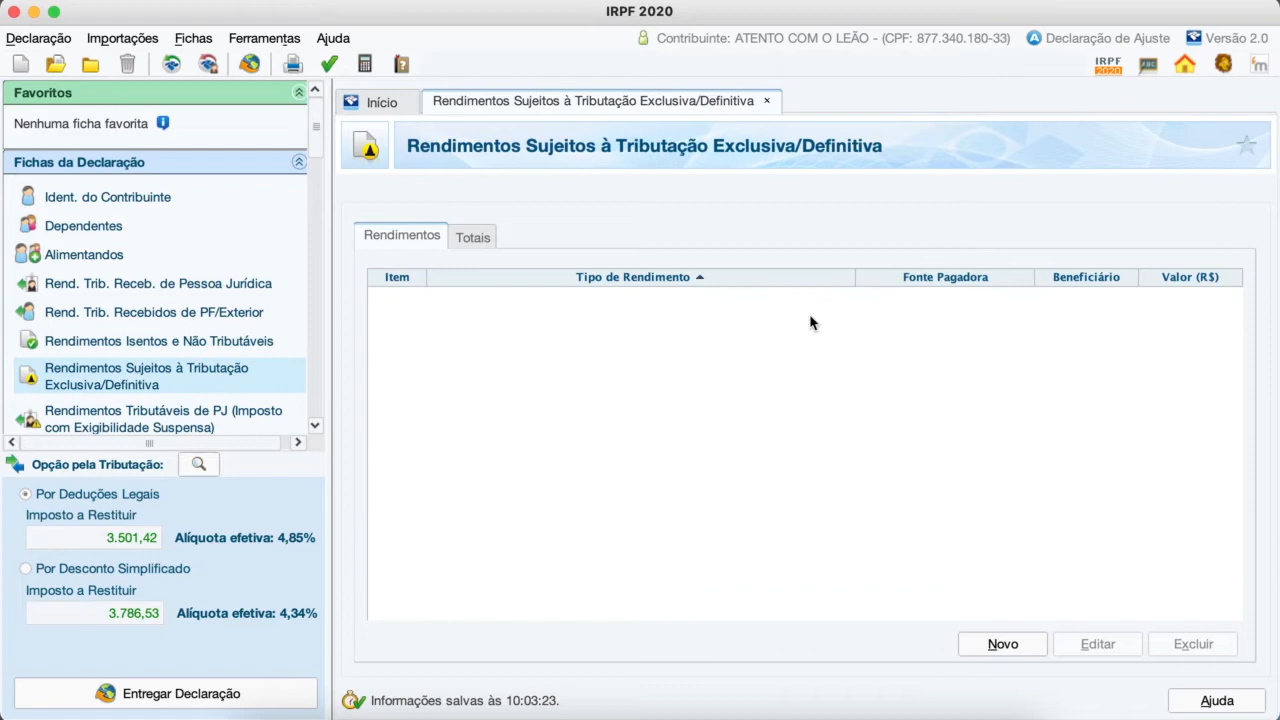 IRPF 2020
Declaração Importações Fichas Ferramentas Ajuda
Contribuinte: ATENTO COM O LEÃO - (CPF: 877.340.180-33) Declaração de Ajuste Versão 2.0
IRPF
2020
Favoritos
Nenhuma ficha favorita
Fichas da Declaração
Ident. do Contribuinte
Dependentes
Alimentandos
Rend. Trib. Receb. de Pessoa Jurídica
Rend. Trib. Recebidos de PF/Exterior
Rendimentos Isentos e Não Tributáveis
Rendimentos Sujeitos à Tributação
Exclusiva/Definitiva
Rendimentos Tributáveis de PJ (Imposto
com Exigibilidade Suspensa)
Opção pela Tributação:
Por Deduções Legais
Imposto a Restituir
3.501,42 Alíquota efetiva: 4,85%
Por Desconto Simplificado
Imposto a Restituir
3.786,53 Alíquota efetiva: 4,34%
Entregar Declaração
Início Rendimentos Sujeitos à Tributação Exclusiva/Definitiva ×
Rendimentos Sujeitos à Tributação Exclusiva/Definitiva
Rendimentos Totais
Item Tipo de Rendimento Fonte Pagadora Beneficiário Valor (R$)
Novo Editar Excluir
Informações salvas às 10:03:23. Ajuda